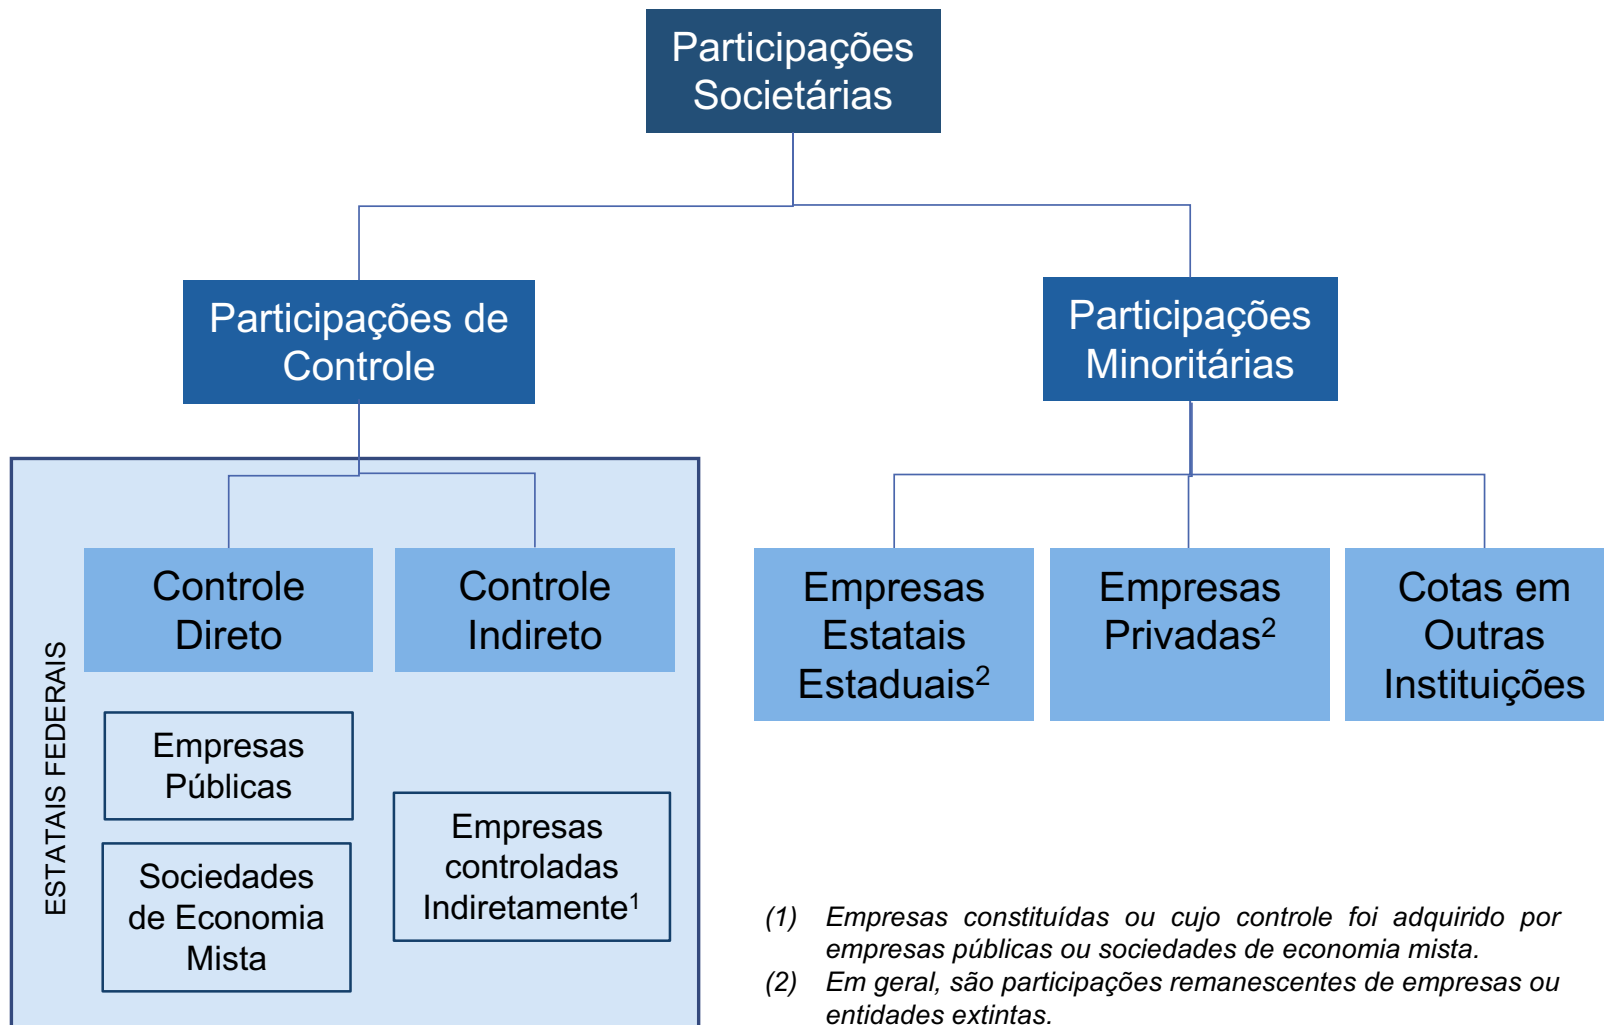 Participações
Societárias
Participações de
Controle
Participações
Minoritárias
ESTATAIS FEDERAIS
Controle
Direto
Controle
Indireto
Empresas
Públicas
Sociedades
de Economia
Mista
Empresas
controladas
Indiretamente¹
Empresas
Estatais
Estaduais²
Empresas
Privadas²
Cotas em
Outras
Instituições
(1) Empresas constituídas ou cujo controle foi adquirido por
empresas públicas ou sociedades de economia mista.
(2) Em geral, são participações remanescentes de empresas ou
entidades extintas.